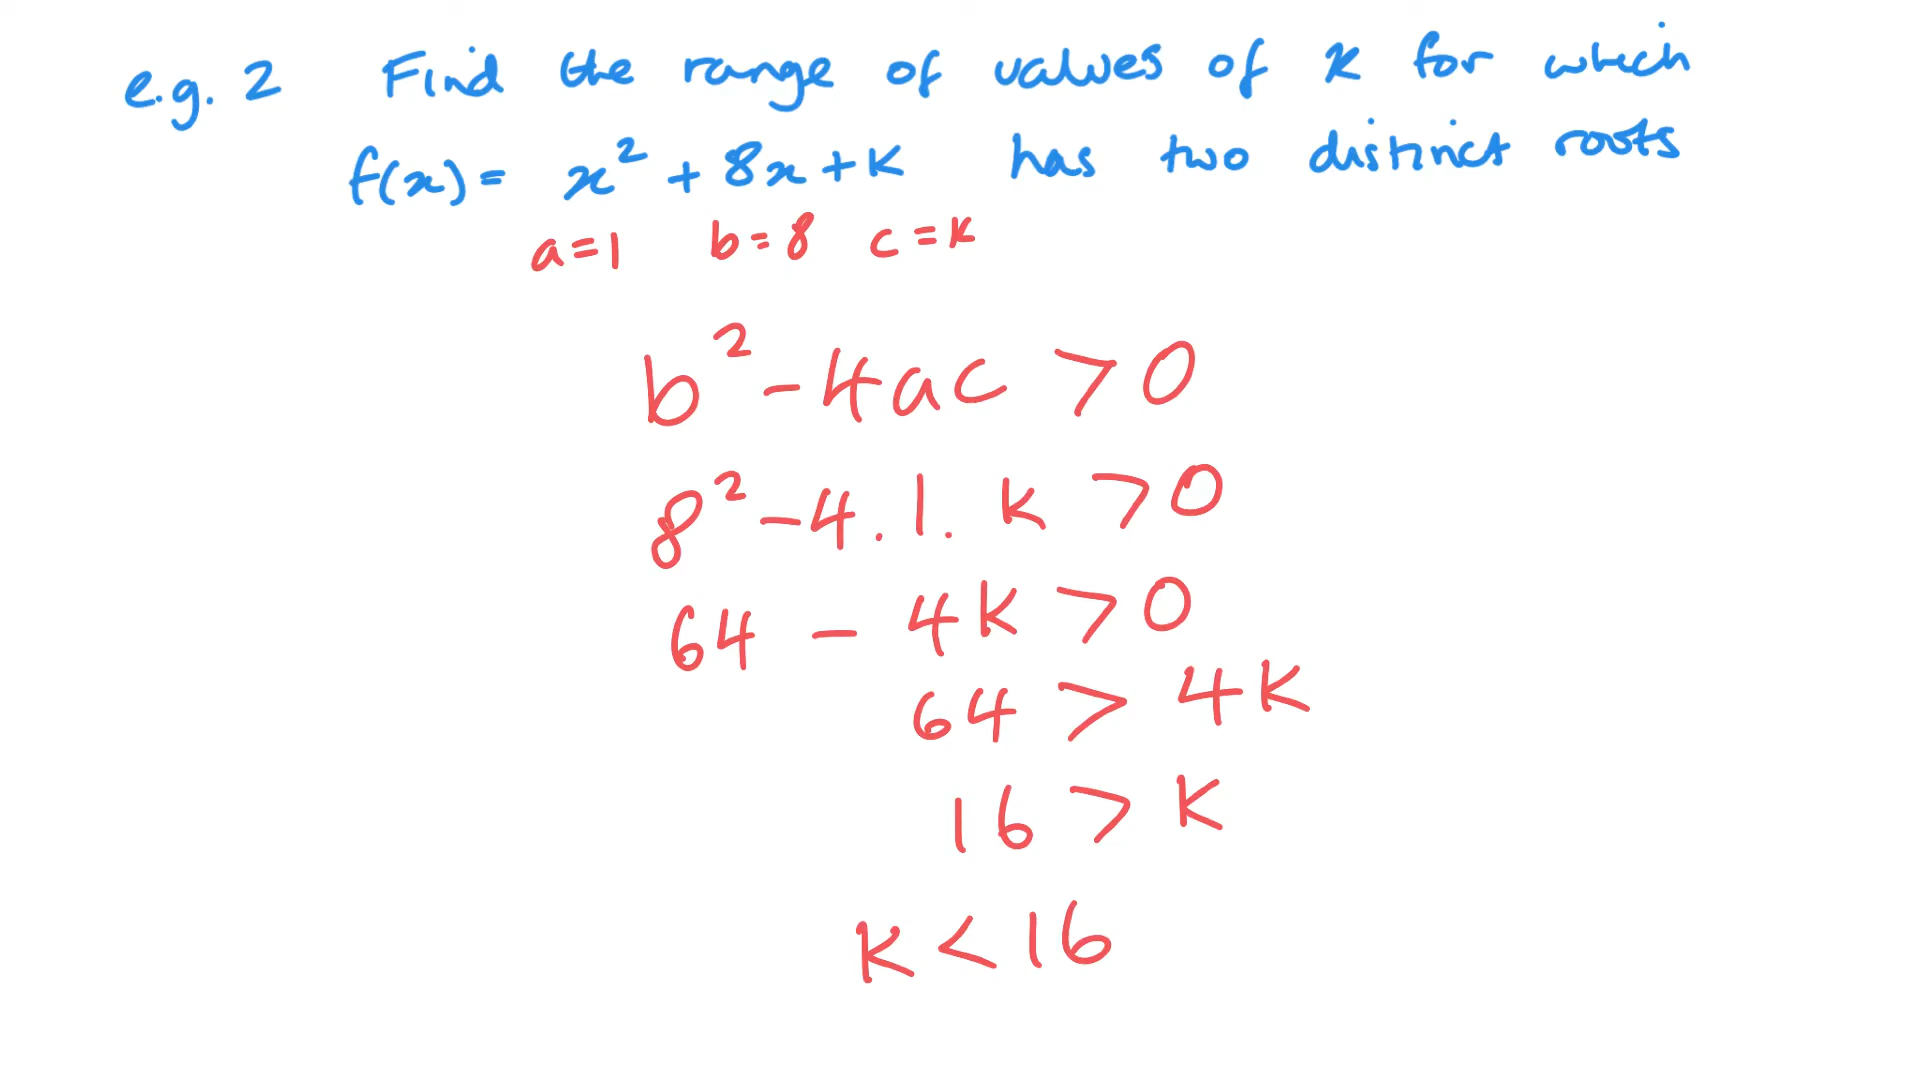 e.g. 2 Find the range of values of k for which
f(x) = x² + 8x + k has two distinct roots
a=1 b=8 c=k
b² - 4ac > 0
8² - 4 . 1 . k > 0
64 - 4k > 0
64 > 4k
16 > k
k < 16